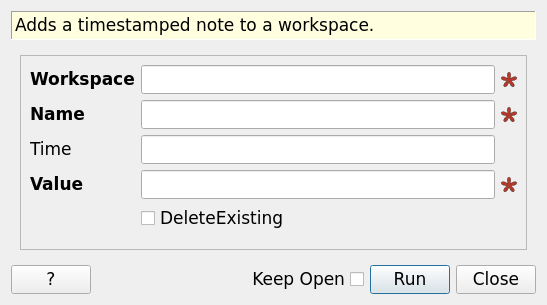 Adds a timestamped note to a workspace.
Workspace *
Name *
Time
Value *
DeleteExisting
? Keep Open Run Close